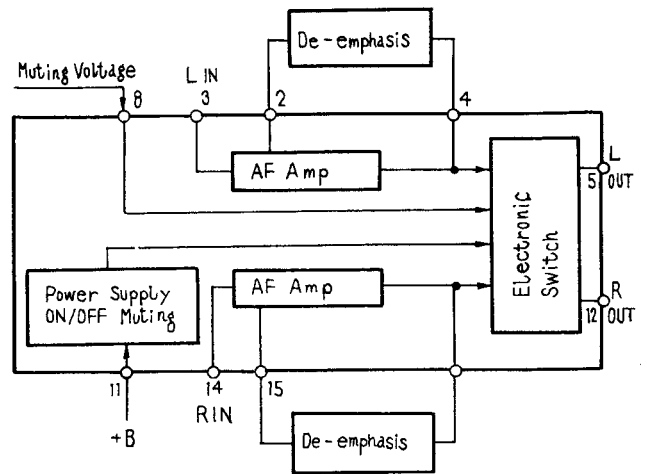 De-emphasis
Muting Voltage
L IN
8
3
2
4
AF Amp
L
5
OUT
Electronic
Switch
AF Amp
Power Supply
ON/OFF Muting
R
12
OUT
11
14
15
R IN
+B
De-emphasis